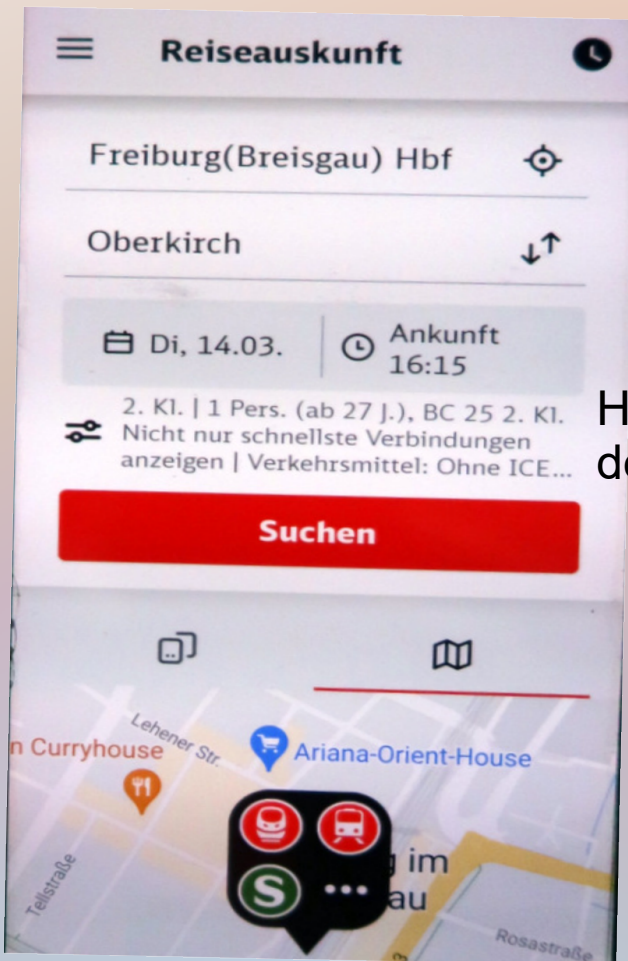 Reiseauskunft
Freiburg(Breisgau) Hbf
Oberkirch
Di, 14.03.
Ankunft
16:15
2. Kl. | 1 Pers. (ab 27 J.), BC 25 2. Kl.
Nicht nur schnellste Verbindungen
anzeigen | Verkehrsmittel: Ohne ICE...
Suchen
Lehener Str.
n Curryhouse
Ariana-Orient-House
im
au
Tellstraße
S
Rosastraße